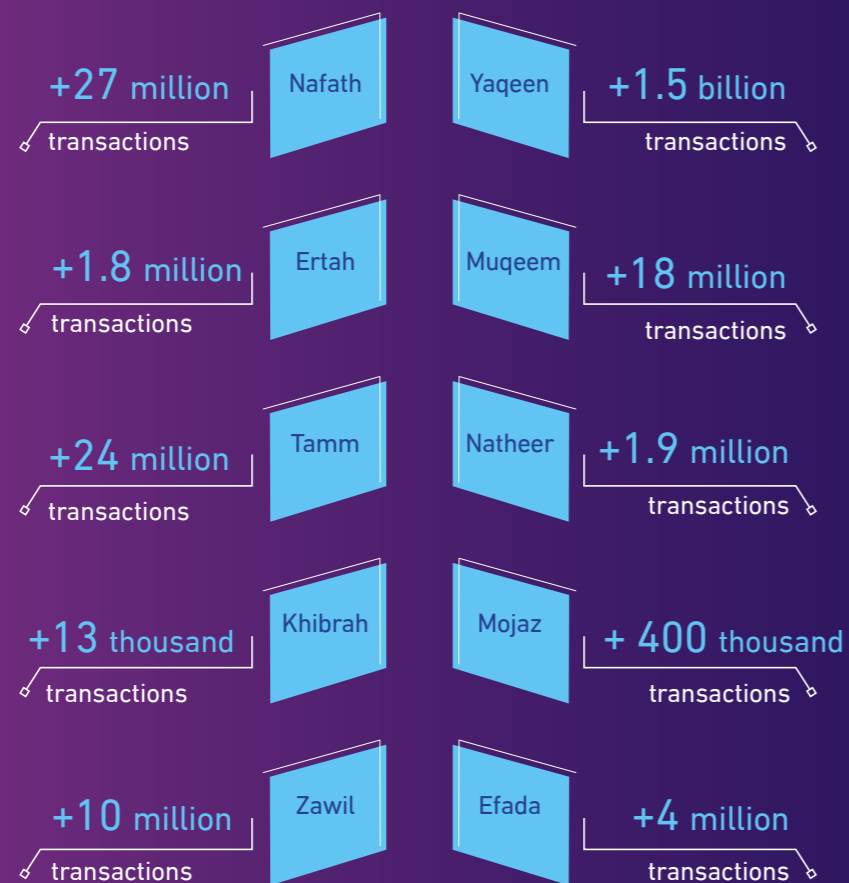 Nafath
+27 million
transactions
Yaqeen
+1.5 billion
transactions
Ertah
+1.8 million
transactions
Muqeem
+18 million
transactions
Tamm
+24 million
transactions
Natheer
+1.9 million
transactions
Khibrah
+13 thousand
transactions
Mojaz
+ 400 thousand
transactions
Zawil
+10 million
transactions
Efada
+4 million
transactions